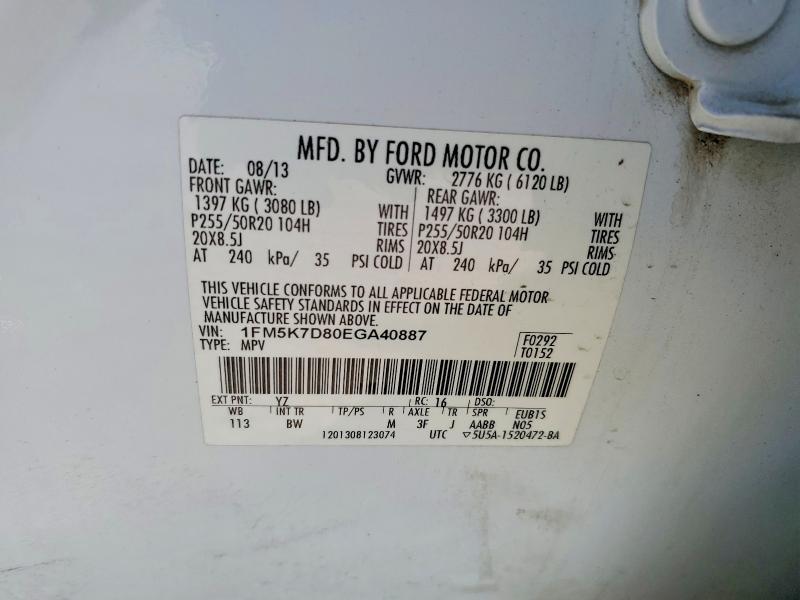 MFD. BY FORD MOTOR CO.
DATE: 08/13 GVWR: 2776 KG ( 6120 LB)
FRONT GAWR: REAR GAWR:
1397 KG ( 3080 LB) WITH 1497 KG ( 3300 LB) WITH
P255/50R20 104H TIRES P255/50R20 104H TIRES
20X8.5J RIMS 20X8.5J RIMS
AT 240 kPa/ 35 PSI COLD AT 240 kPa/ 35 PSI COLD
THIS VEHICLE CONFORMS TO ALL APPLICABLE FEDERAL MOTOR
VEHICLE SAFETY STANDARDS IN EFFECT ON THE DATE OF
MANUFACTURE SHOWN ABOVE.
VIN: 1FM5K7D80EGA40887 F0292
TYPE: MPV T0152
EXT PNT: YZ RC: 16 DSO:
WB INT TR TP/PS R AXLE TR SPR EUB1S
113 BW M 3F J AABB N05
1201308123074 UTC ▽5U5A-1520472-BA